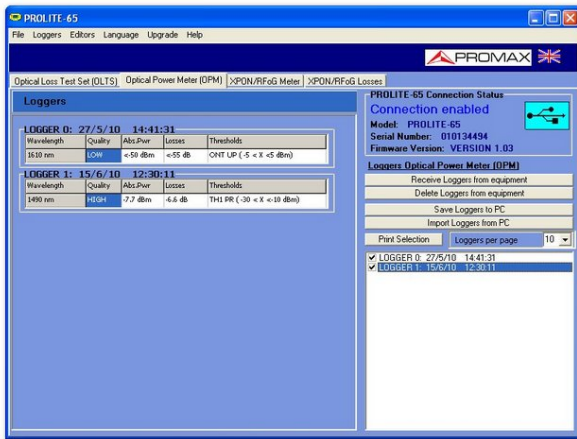 PROLITE-65
File Loggers Editors Language Upgrade Help
PROMAX
Optical Loss Test Set (OLTS) Optical Power Meter (OPM) XPON/RFoG Meter XPON/RFoG Losses
Loggers
LOGGER 0: 27/5/10 14:41:31
Wavelength Quality Abs.Pwr Losses Thresholds
1610 nm LOW <-50 dBm <-55 dB ONT UP ( -5 < X <5 dBm)
LOGGER 1: 15/6/10 12:30:11
Wavelength Quality Abs.Pwr Losses Thresholds
1490 nm HIGH -7.7 dBm -6.6 dB TH1 PR ( -30 < X <-10 dBm)
PROLITE-65 Connection Status
Connection enabled
Model: PROLITE-65
Serial Number: 010134494
Firmware Version: VERSION 1.03
Loggers Optical Power Meter (OPM)
Receive Loggers from equipment
Delete Loggers from equipment
Save Loggers to PC
Import Loggers from PC
Print Selection Loggers per page 10
LOGGER 0: 27/5/10 14:41:31
LOGGER 1: 15/6/10 12:30:11